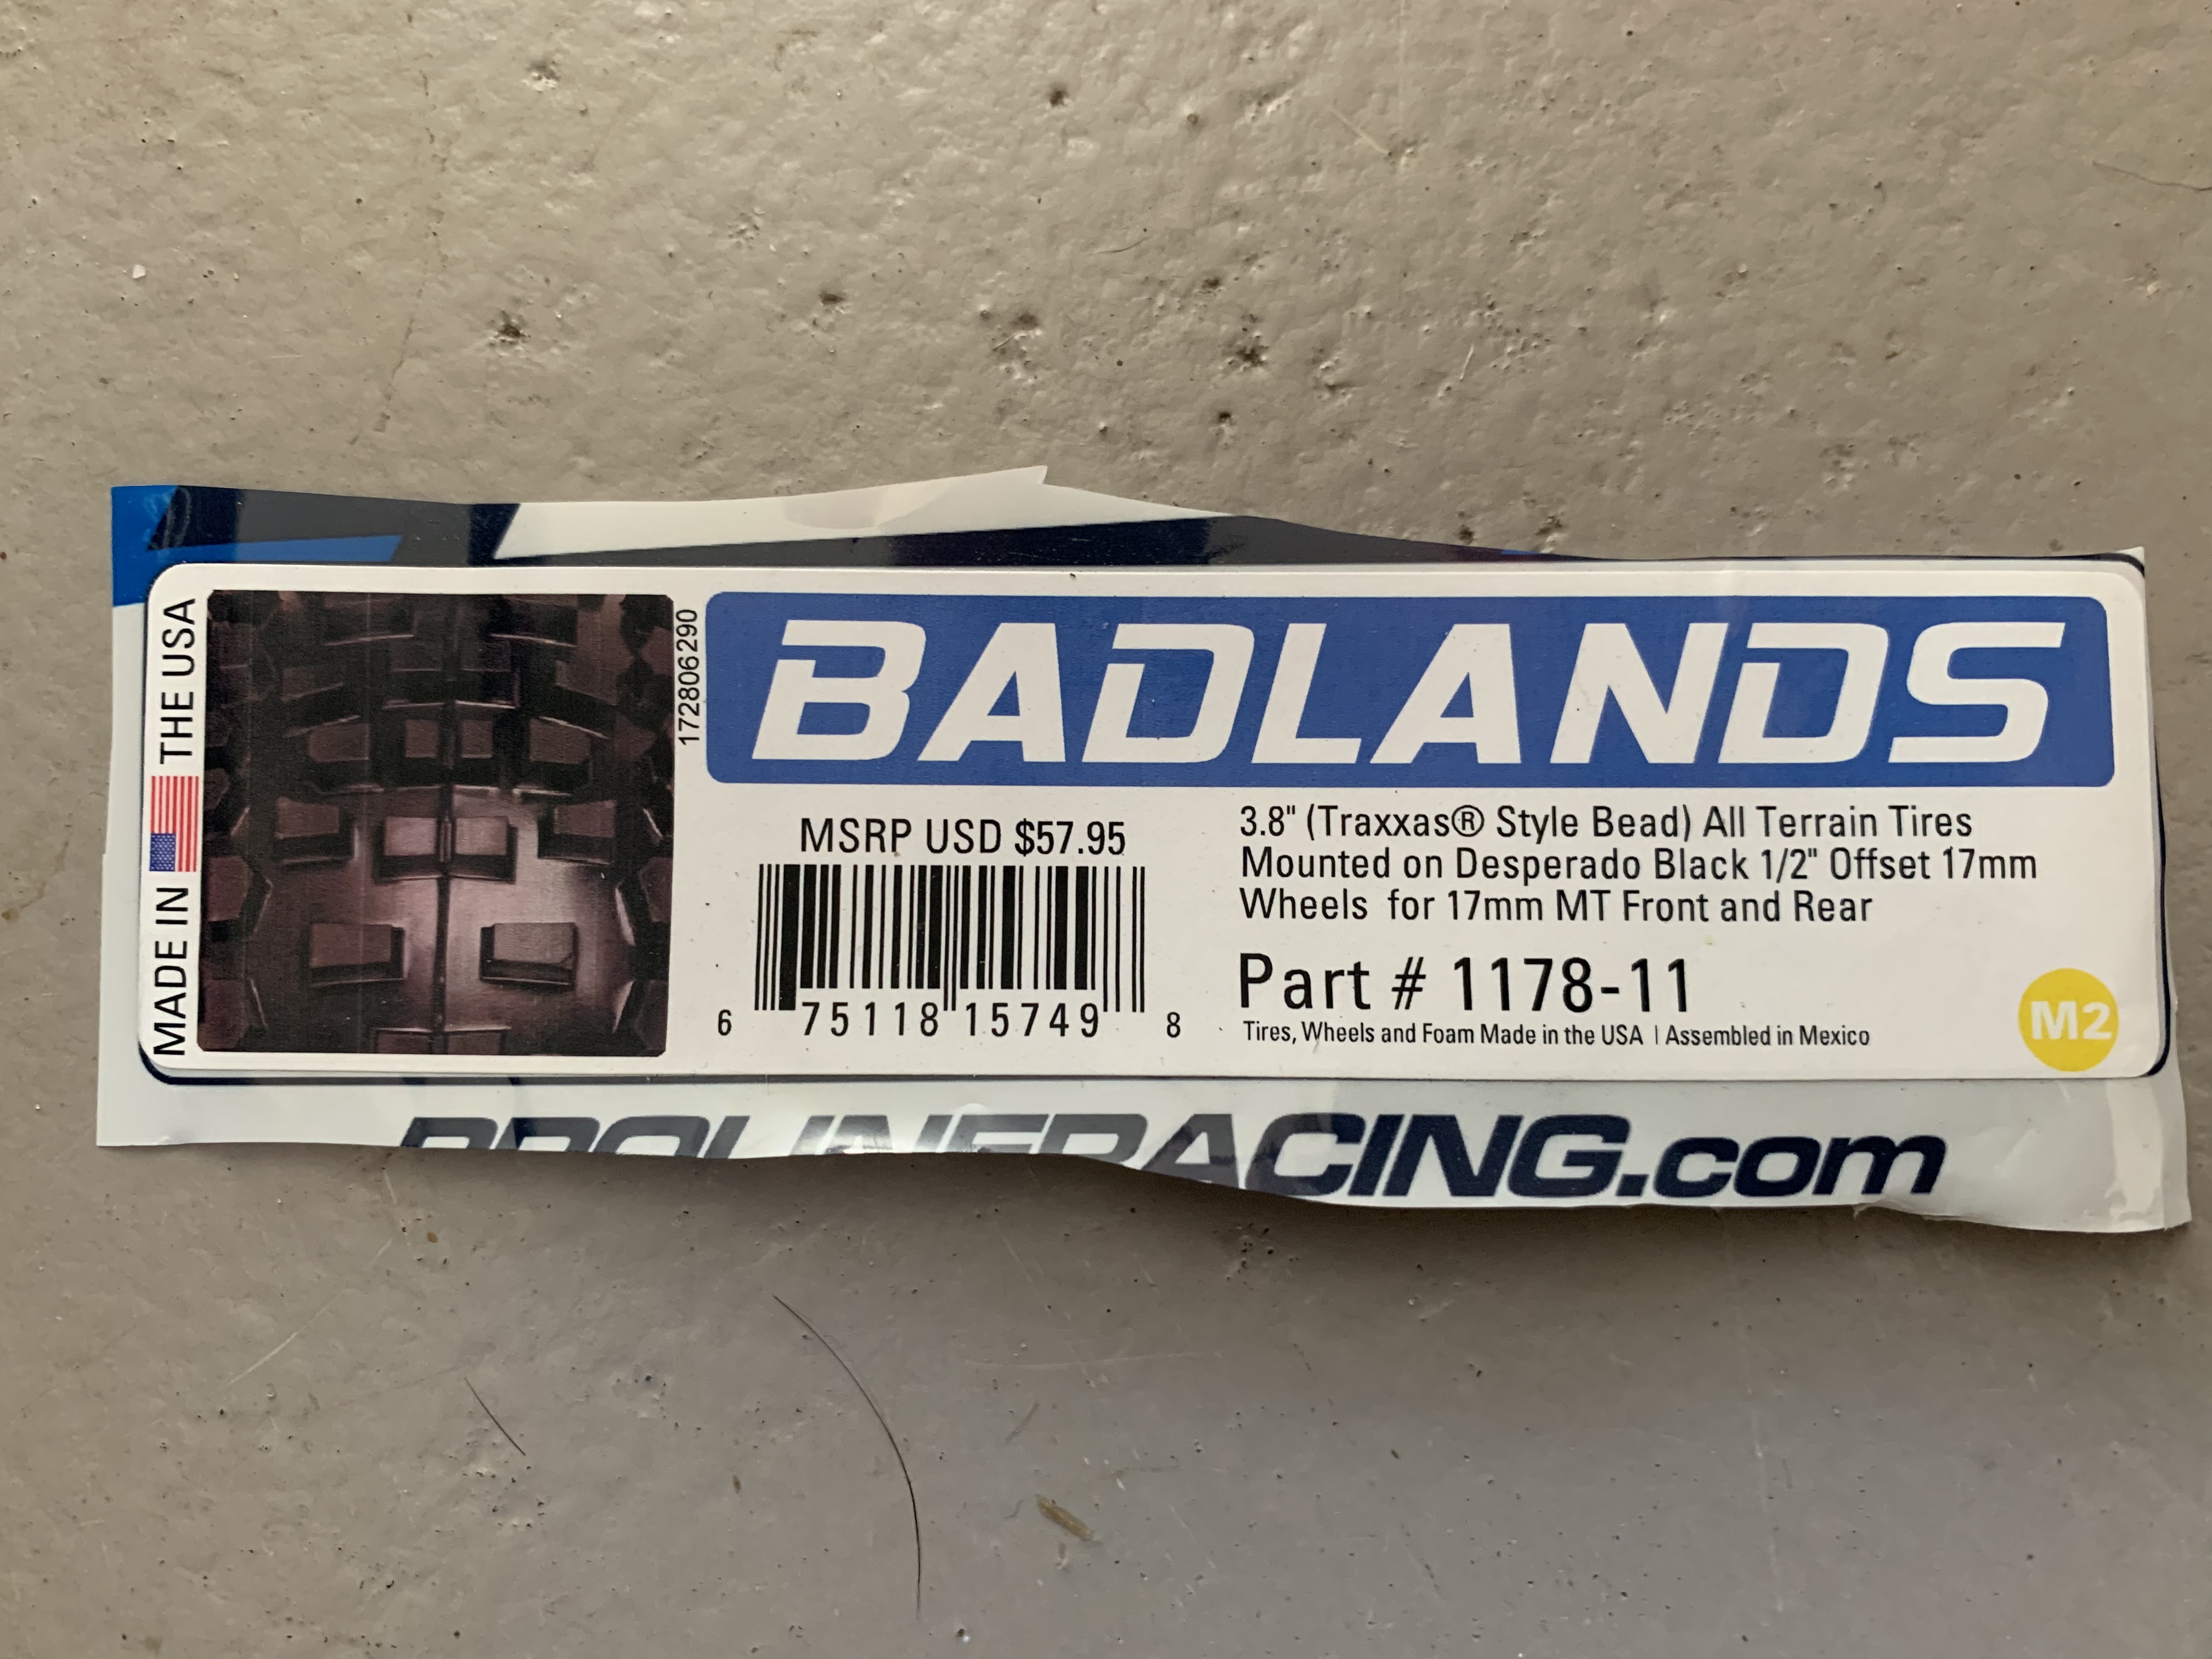 MADE IN THE USA
172806290
BADLANDS
MSRP USD $57.95
6 75118 15749 8
3.8" (Traxxas® Style Bead) All Terrain Tires
Mounted on Desperado Black 1/2" Offset 17mm
Wheels for 17mm MT Front and Rear
Part # 1178-11
Tires, Wheels and Foam Made in the USA | Assembled in Mexico
M2
PROLINERACING.com